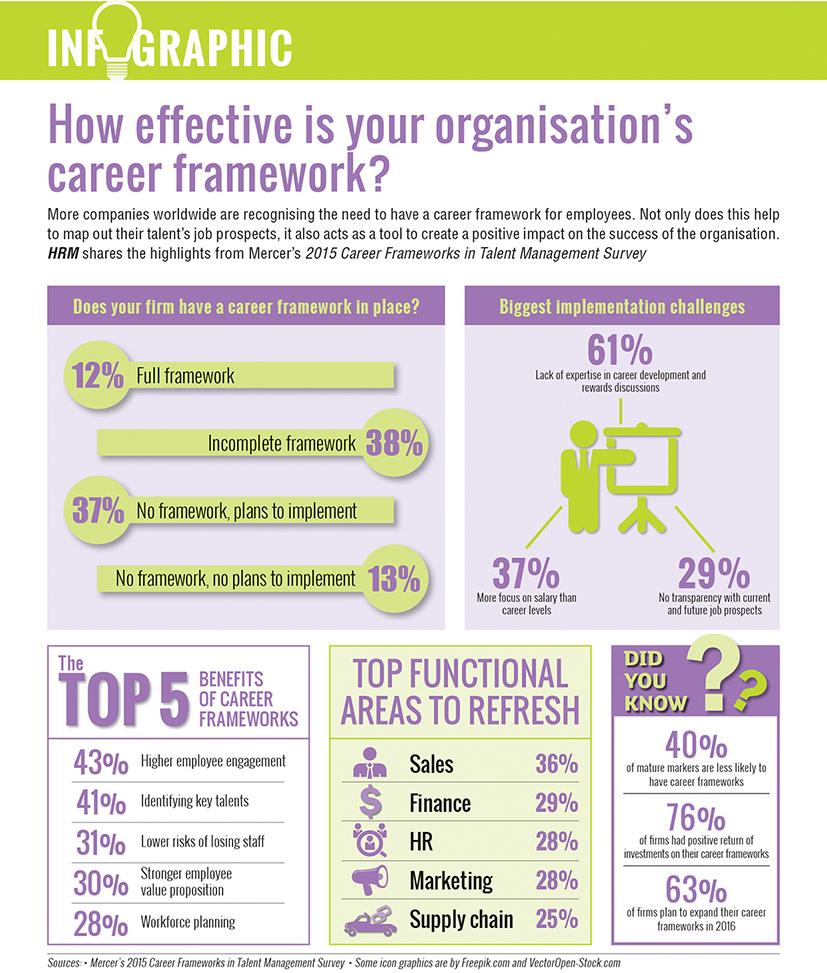 INFOGRAPHIC
How effective is your organisation's
career framework?
More companies worldwide are recognising the need to have a career framework for employees. Not only does this help
to map out their talent's job prospects, it also acts as a tool to create a positive impact on the success of the organisation.
HRM shares the highlights from Mercer's 2015 Career Frameworks in Talent Management Survey
Does your firm have a career framework in place?
12% Full framework
Incomplete framework 38%
37% No framework, plans to implement
No framework, no plans to implement 13%
Biggest implementation challenges
61%
Lack of expertise in career development and
rewards discussions
37%
More focus on salary than
career levels
29%
No transparency with current
and future job prospects
The
TOP 5
BENEFITS
OF CAREER
FRAMEWORKS
43% Higher employee engagement
41% Identifying key talents
31% Lower risks of losing staff
30% Stronger employee
value proposition
28% Workforce planning
TOP FUNCTIONAL
AREAS TO REFRESH
Sales 36%
$ Finance 29%
HR 28%
Marketing 28%
Supply chain 25%
DID
YOU
KNOW
??
40%
of mature markers are less likely to
have career frameworks
76%
of firms had positive return of
investments on their career frameworks
63%
of firms plan to expand their career
frameworks in 2016
Sources: • Mercer's 2015 Career Frameworks in Talent Management Survey • Some icon graphics are by Freepik.com and VectorOpen-Stock.com